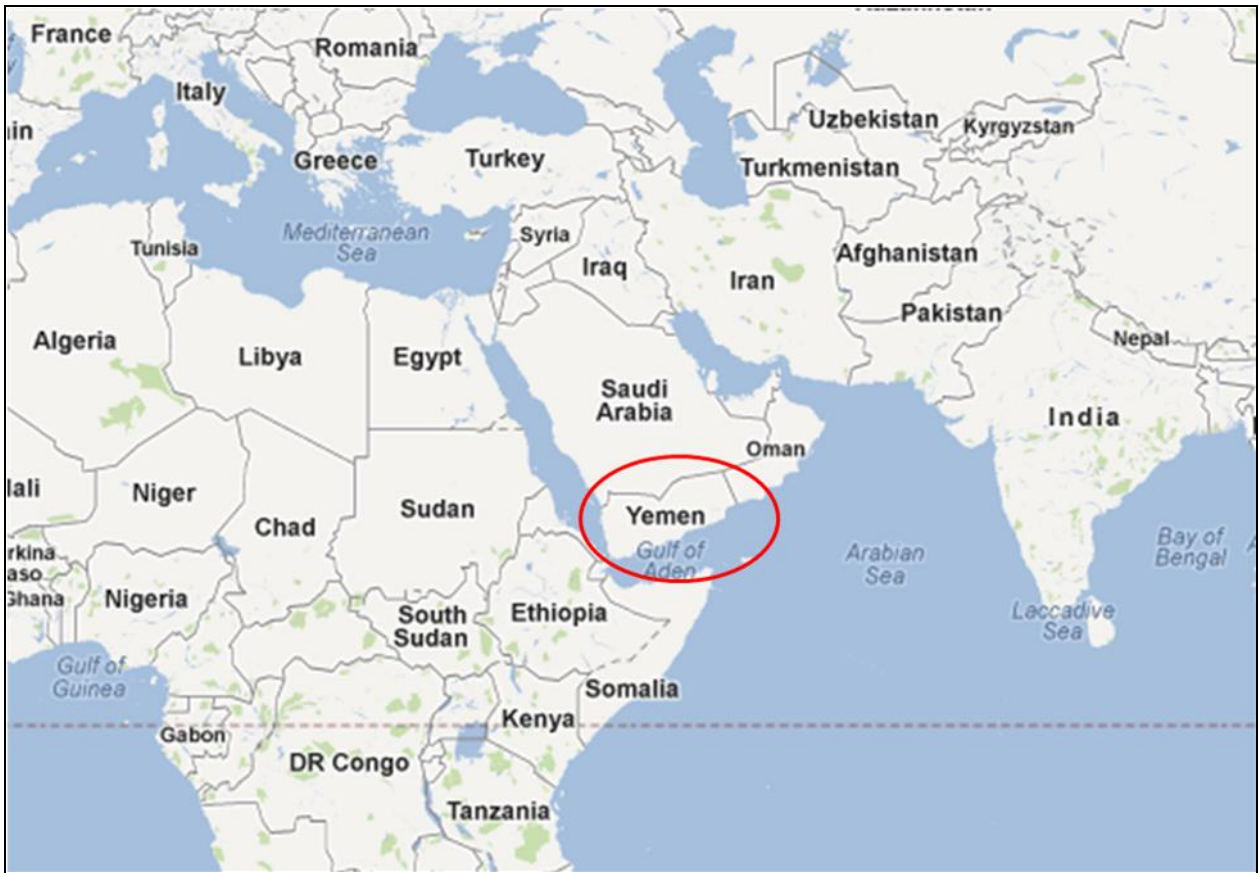 France
Romania
Italy
Greece
Turkey
Uzbekistan
Kyrgyzstan
Turkmenistan
Mediterranean
Sea
Tunisia
Syria
Iraq
Iran
Afghanistan
Pakistan
Nepal
Algeria
Libya
Egypt
Saudi
Arabia
Oman
India
Niger
Chad
Sudan
Yemen
Gulf of
Aden
Arabian
Sea
Bay of
Bengal
Nigeria
Ghana
South
Sudan
Ethiopia
Laccadive
Sea
Gulf of
Guinea
Somalia
Gabon
Kenya
DR Congo
Tanzania